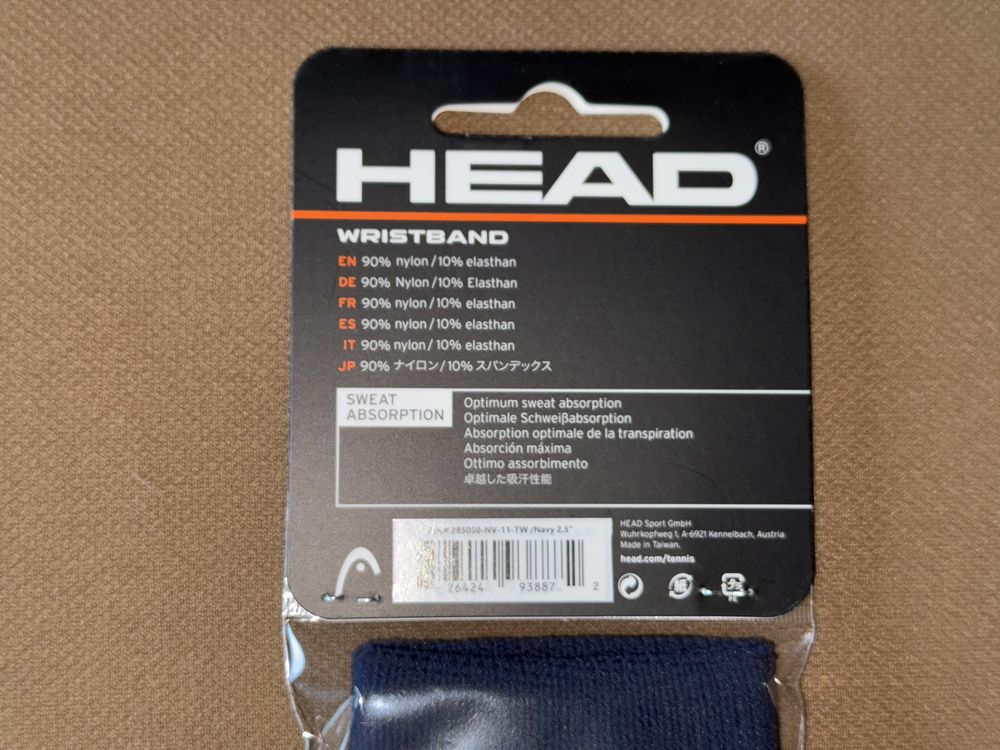 HEAD®
WRISTBAND
EN 90% nylon/10% elasthan
DE 90% Nylon/10% Elasthan
FR 90% nylon/10% elasthan
ES 90% nylon/10% elasthan
IT 90% nylon/10% elasthan
JP 90% ナイロン/10% スパンデックス
SWEAT
ABSORPTION
Optimum sweat absorption
Optimale Schweißabsorption
Absorption optimale de la transpiration
Absorción máxima
Ottimo assorbimento
卓越した吸汗性能
285050-NV-11-TW /Navy 2.5"
26424 93887 2
HEAD Sport GmbH
Wuhrkopfweg 1, A-6921 Kennelbach, Austria
Made in Taiwan.
head.com/tennis
紙 プラ
PE